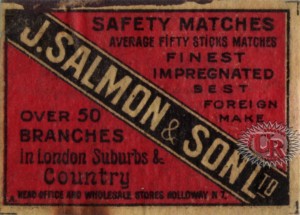 SAFETY MATCHES
AVERAGE FIFTY STICKS MATCHES
FINEST
IMPREGNATED
BEST
FOREIGN
MAKE
J. SALMON & SON LTD
OVER 50
BRANCHES
In London Suburbs &
Country
HEAD OFFICE AND WHOLESALE STORES HOLLOWAY N.7.
UR